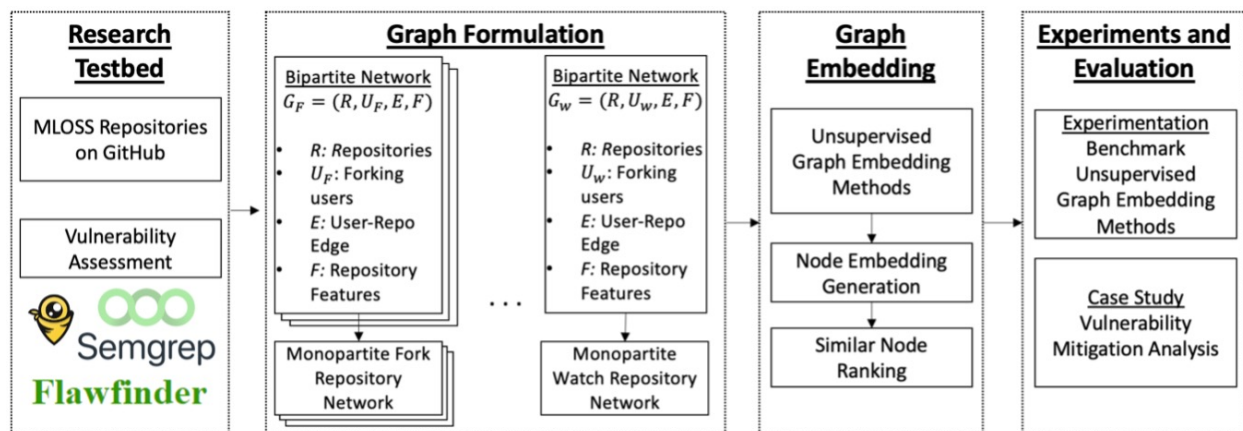 Research
Testbed
MLOSS Repositories
on GitHub
Vulnerability
Assessment
Semgrep
Flawfinder
Graph Formulation
Bipartite Network
G_F = (R, U_F, E, F)
• R: Repositories
• U_F: Forking
users
• E: User-Repo
Edge
• F: Repository
Features
Monopartite Fork
Repository
Network
. . .
Bipartite Network
G_w = (R, U_w, E, F)
• R: Repositories
• U_w: Forking
users
• E: User-Repo
Edge
• F: Repository
Features
Monopartite
Watch Repository
Network
Graph
Embedding
Unsupervised
Graph Embedding
Methods
Node Embedding
Generation
Similar Node
Ranking
Experiments and
Evaluation
Experimentation
Benchmark
Unsupervised
Graph Embedding
Methods
Case Study
Vulnerability
Mitigation Analysis